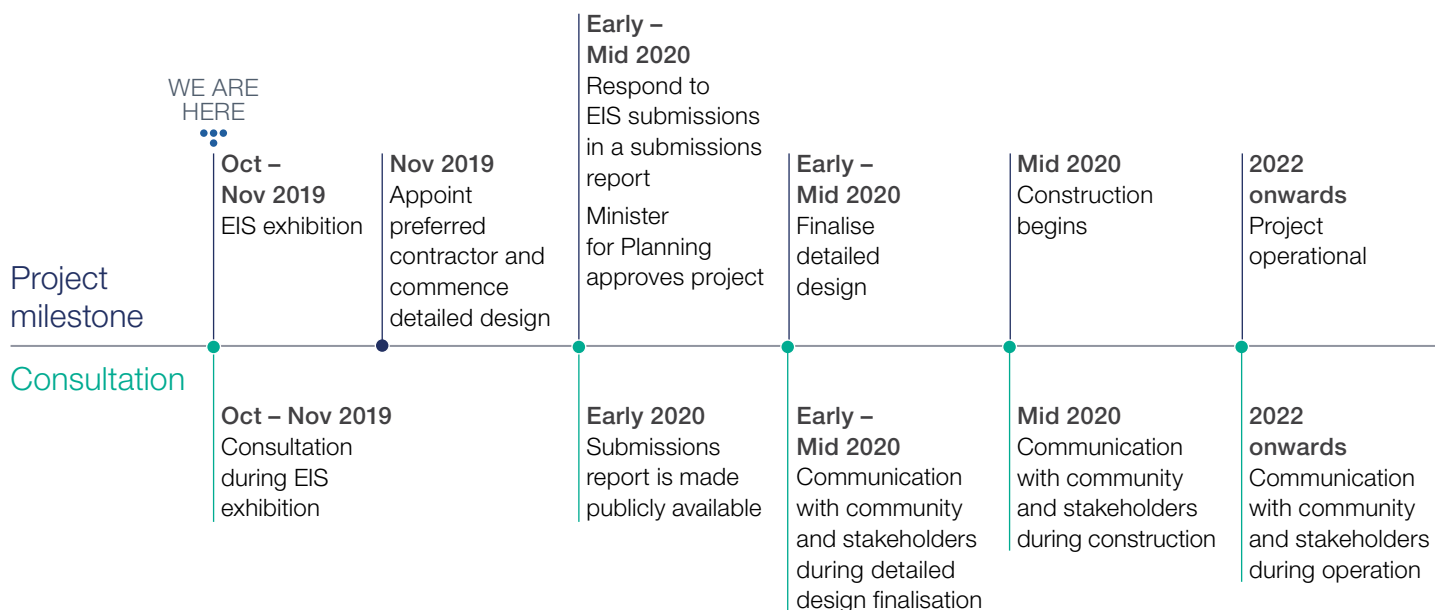 WE ARE
HERE
Oct –
Nov 2019
EIS exhibition
Nov 2019
Appoint
preferred
contractor and
commence
detailed design
Early –
Mid 2020
Respond to
EIS submissions
in a submissions
report
Minister
for Planning
approves project
Early –
Mid 2020
Finalise
detailed
design
Mid 2020
Construction
begins
2022
onwards
Project
operational
Project
milestone
Consultation
Oct – Nov 2019
Consultation
during EIS
exhibition
Early 2020
Submissions
report is made
publicly available
Early –
Mid 2020
Communication
with community
and stakeholders
during detailed
design finalisation
Mid 2020
Communication
with community
and stakeholders
during construction
2022
onwards
Communication
with community
and stakeholders
during operation